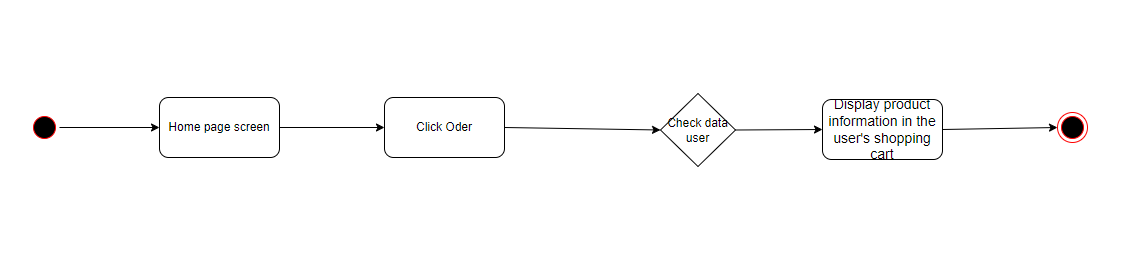 Home page screen
Click Oder
Check data
user
Display product
information in the
user's shopping
cart